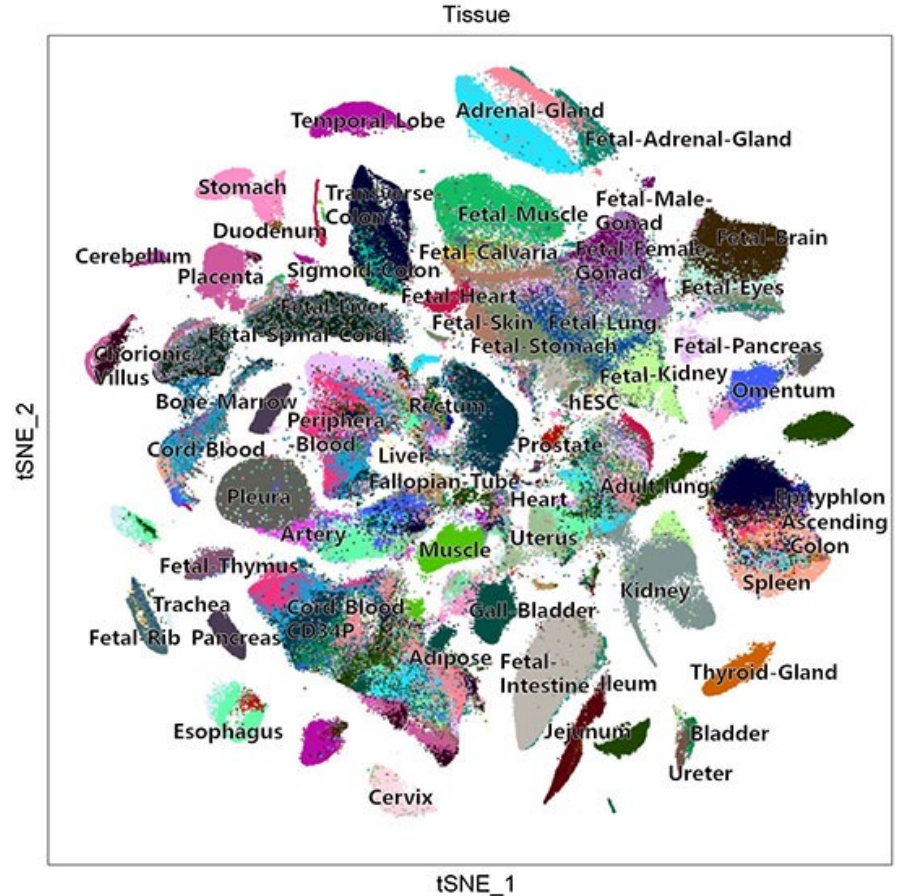 Tissue
Temporal-Lobe
Adrenal-Gland
Fetal-Adrenal-Gland
Stomach
Transverse-
Colon
Duodenum
Fetal-Muscle
Fetal-Male-
Gonad
Fetal-Brain
Cerebellum
Placenta
Sigmoid-Colon
Fetal-Calvaria
Fetal-Female-
Gonad
Fetal-Eyes
Fetal-Liver
Fetal-Heart
Fetal-Spinal-Cord
Fetal-Skin
Fetal-Lung
Fetal-Stomach
Fetal-Pancreas
Chorionic-
Villus
Fetal-Kidney
Omentum
Bone-Marrow
Rectum
hESC
Periphera
Blood
Cord-Blood
Liver
Prostate
Pleura
Fallopian-Tube
Heart
Adult-lung
Epityphlon
Ascending
Colon
Artery
Muscle
Uterus
Spleen
Fetal-Thymus
Kidney
Trachea
Cord-Blood-
CD34P
Gall-Bladder
Fetal-Rib
Pancreas
Adipose
Fetal-
Intestine
Ileum
Thyroid-Gland
Esophagus
Jejunum
Bladder
Ureter
Cervix
tSNE_1
tSNE_2